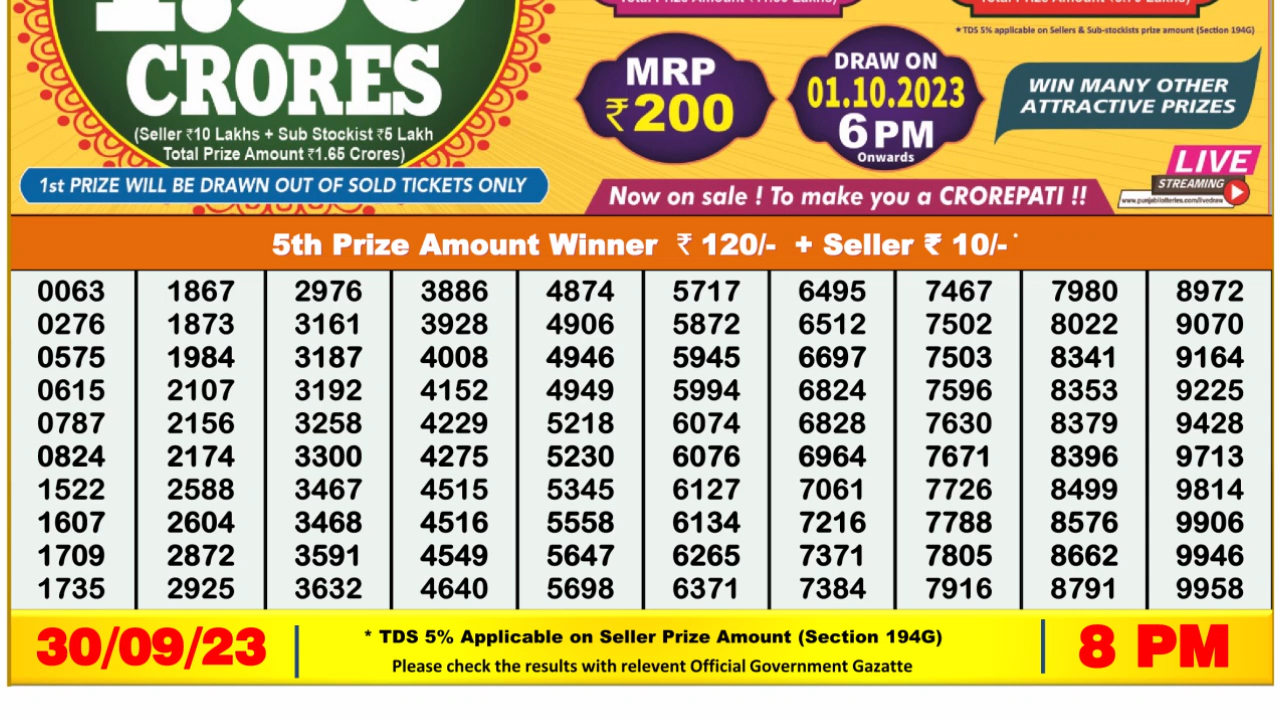 1.50
CRORES
(Seller ₹10 Lakhs + Sub Stockist ₹5 Lakh
Total Prize Amount ₹1.65 Crores)
1st PRIZE WILL BE DRAWN OUT OF SOLD TICKETS ONLY
*TDS 5% applicable on Sellers & Sub-stockists prize amount (Section 194G)
MRP
₹200
DRAW ON
01.10.2023
6 PM
Onwards
WIN MANY OTHER
ATTRACTIVE PRIZES
LIVE
STREAMING
www.punjablotteries.com/livedraw
Now on sale ! To make you a CROREPATI !!
5th Prize Amount Winner ₹ 120/- + Seller ₹ 10/- *
0063 1867 2976 3886 4874 5717 6495 7467 7980 8972
0276 1873 3161 3928 4906 5872 6512 7502 8022 9070
0575 1984 3187 4008 4946 5945 6697 7503 8341 9164
0615 2107 3192 4152 4949 5994 6824 7596 8353 9225
0787 2156 3258 4229 5218 6074 6828 7630 8379 9428
0824 2174 3300 4275 5230 6076 6964 7671 8396 9713
1522 2588 3467 4515 5345 6127 7061 7726 8499 9814
1607 2604 3468 4516 5558 6134 7216 7788 8576 9906
1709 2872 3591 4549 5647 6265 7371 7805 8662 9946
1735 2925 3632 4640 5698 6371 7384 7916 8791 9958
30/09/23
* TDS 5% Applicable on Seller Prize Amount (Section 194G)
Please check the results with relevent Official Government Gazatte
8 PM